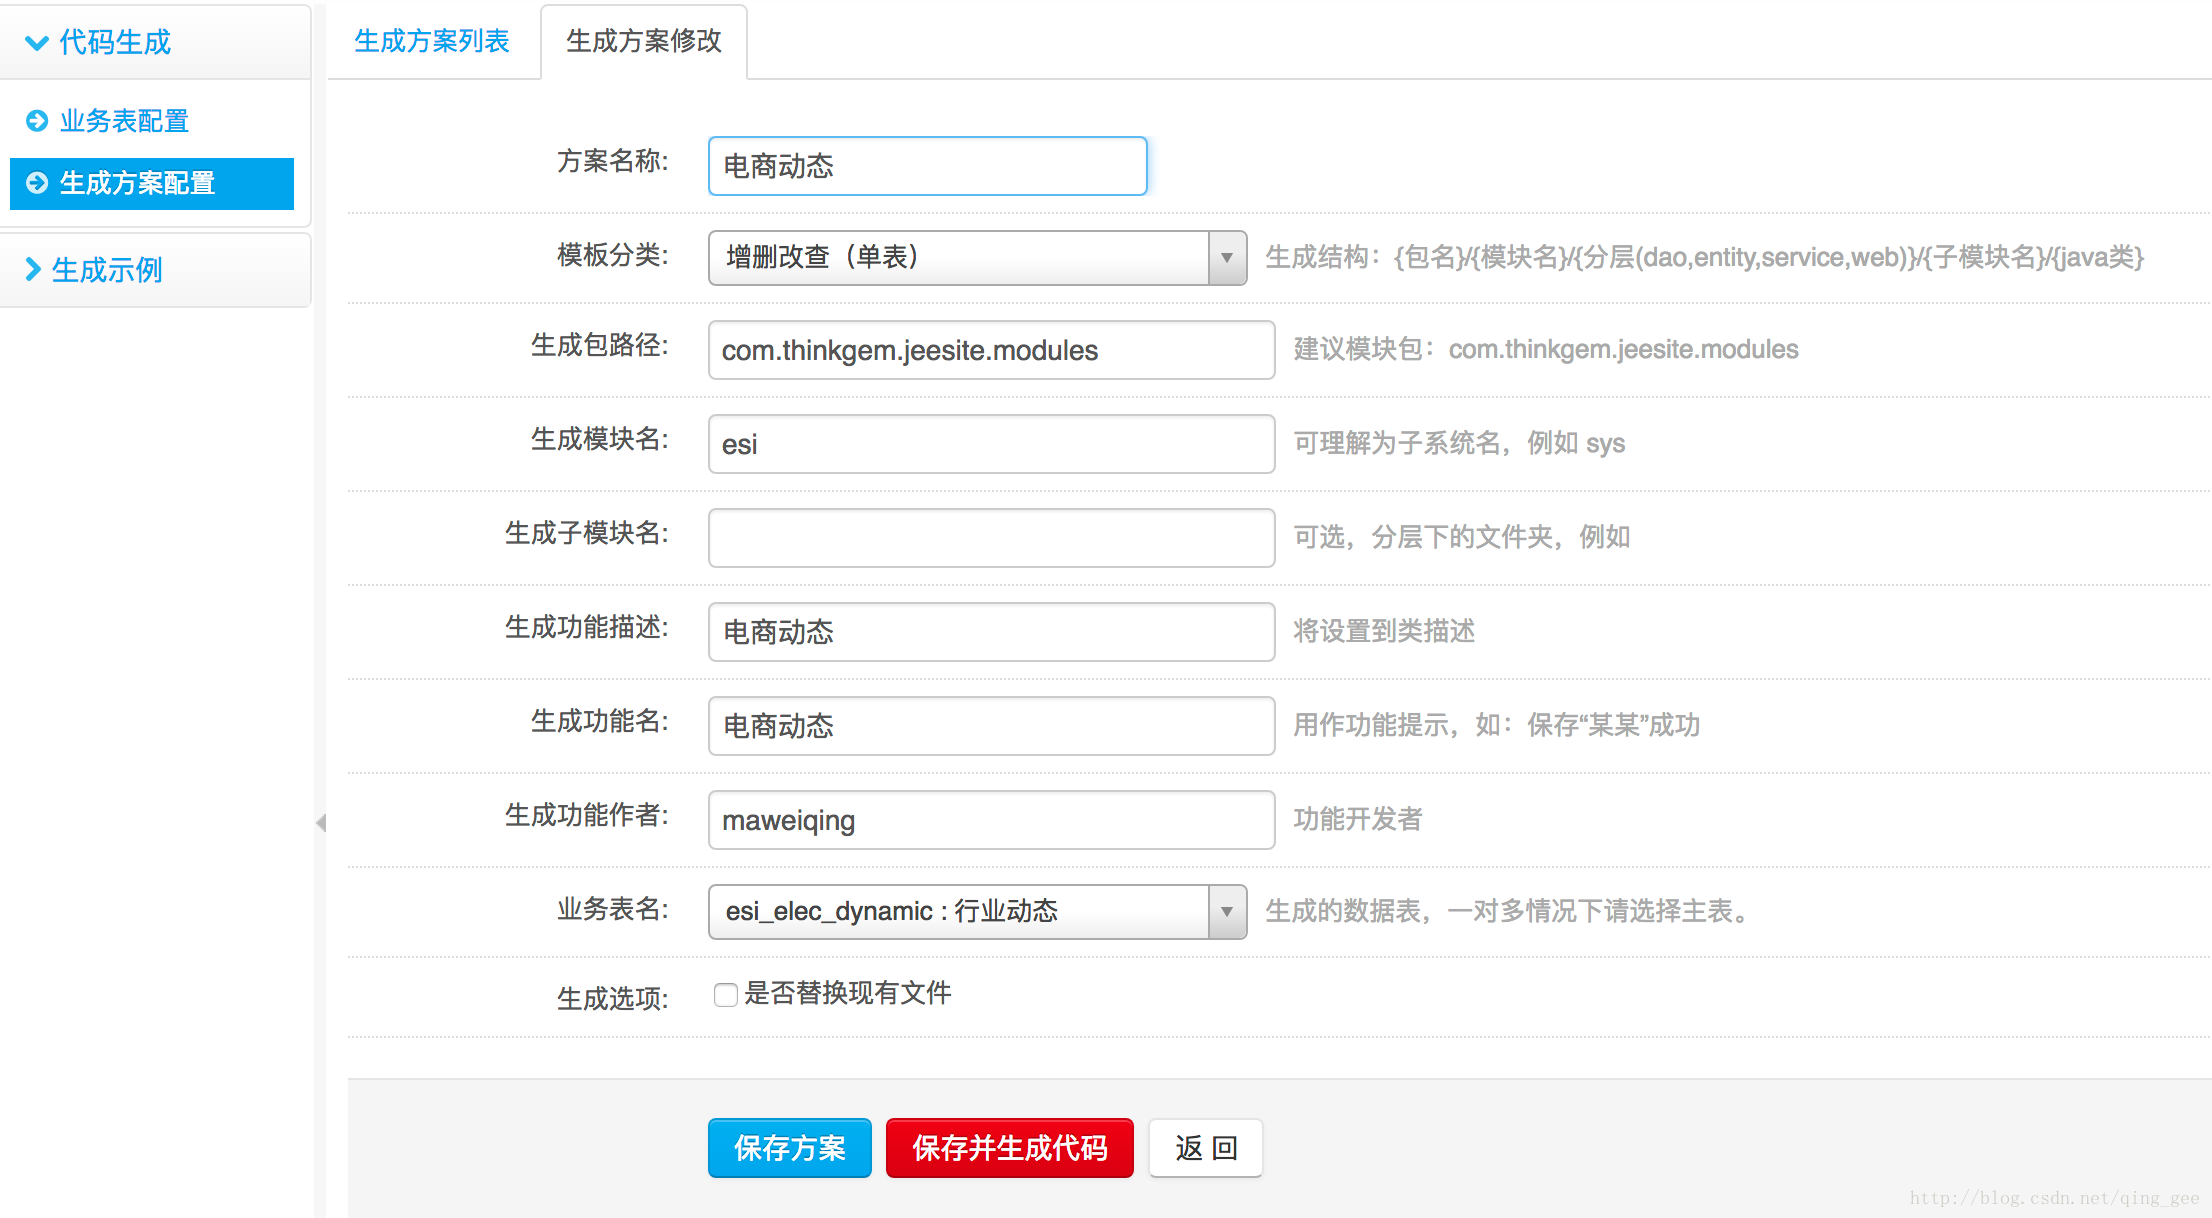 代码生成
业务表配置
生成方案配置
生成示例
生成方案列表
生成方案修改
方案名称: 电商动态
模板分类: 增删改查（单表） 生成结构：{包名}/{模块名}/{分层(dao,entity,service,web)}/{子模块名}/{java类}
生成包路径: com.thinkgem.jeesite.modules 建议模块包：com.thinkgem.jeesite.modules
生成模块名: esi 可理解为子系统名，例如 sys
生成子模块名: 可选，分层下的文件夹，例如
生成功能描述: 电商动态 将设置到类描述
生成功能名: 电商动态 用作功能提示，如：保存“某某”成功
生成功能作者: maweiqing 功能开发者
业务表名: esi_elec_dynamic : 行业动态 生成的数据表，一对多情况下请选择主表。
生成选项: 是否替换现有文件
保存方案 保存并生成代码 返 回
http://blog.csdn.net/qing_gee